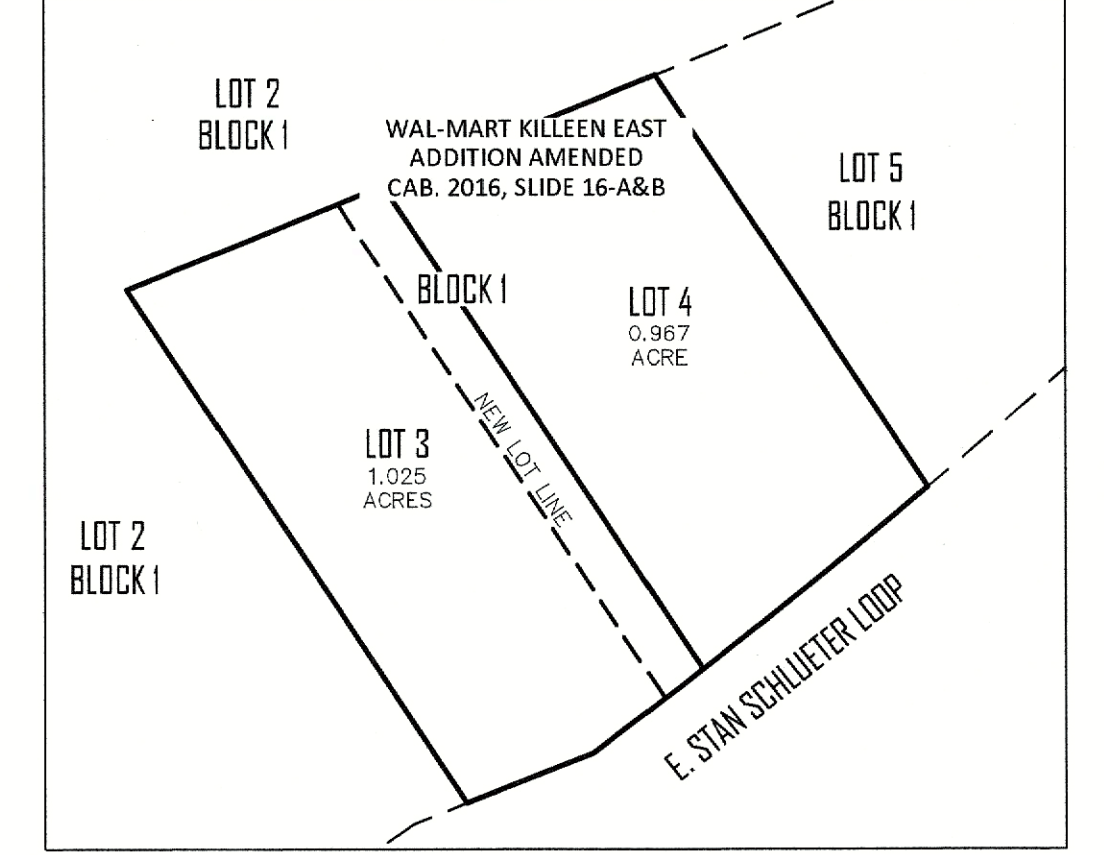 LOT 2
BLOCK 1
WAL-MART KILLEEN EAST
ADDITION AMENDED
CAB. 2016, SLIDE 16-A&B
LOT 5
BLOCK 1
BLOCK 1
LOT 4
0.967
ACRE
NEW LOT LINE
LOT 3
1.025
ACRES
LOT 2
BLOCK 1
E. STAN SCHLUETER LOOP